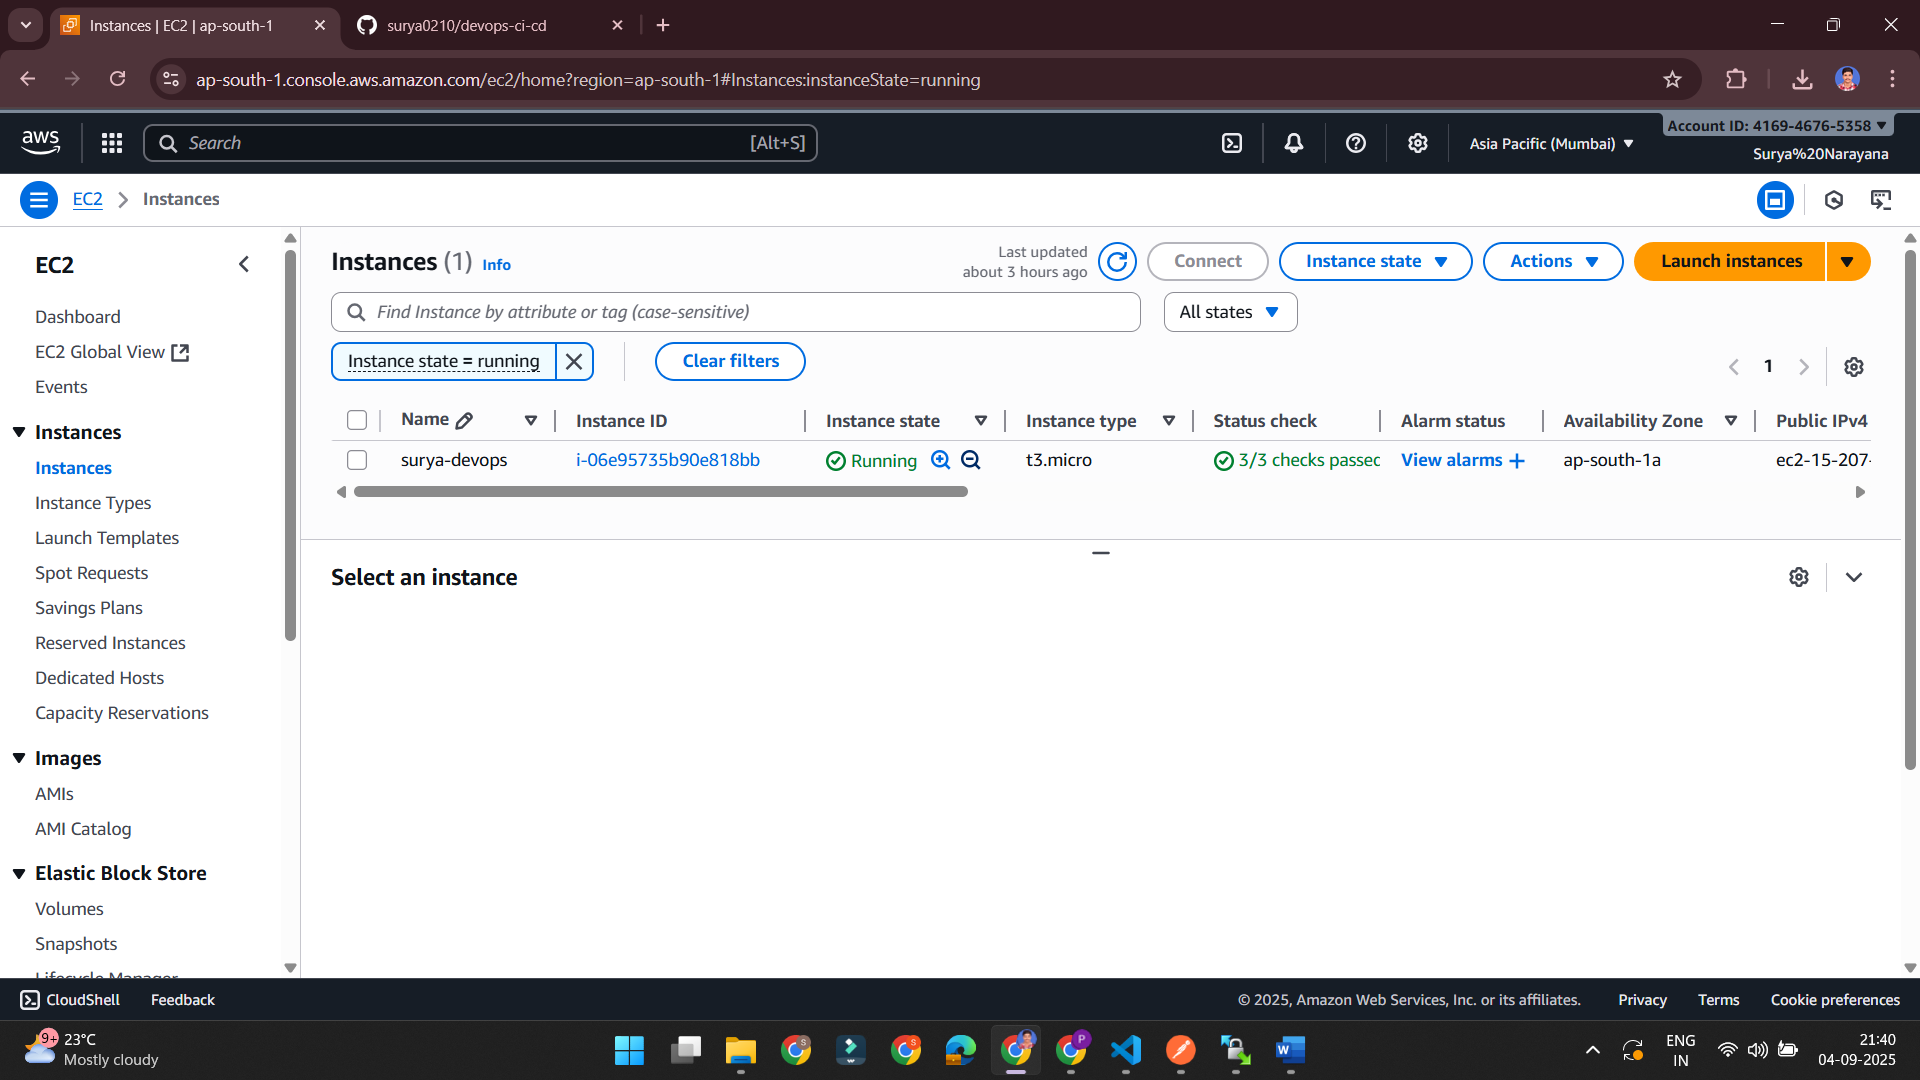 Instances | EC2 | ap-south-1
surya0210/devops-ci-cd
ap-south-1.console.aws.amazon.com/ec2/home?region=ap-south-1#Instances:instanceState=running
aws
Search
[Alt+S]
Asia Pacific (Mumbai)
Account ID: 4169-4676-5358
Surya%20Narayana
EC2
Instances
EC2
Dashboard
EC2 Global View
Events
Instances
Instances
Instance Types
Launch Templates
Spot Requests
Savings Plans
Reserved Instances
Dedicated Hosts
Capacity Reservations
Images
AMIs
AMI Catalog
Elastic Block Store
Volumes
Snapshots
Lifecycle Manager
Instances (1) Info
Last updated
about 3 hours ago
Connect
Instance state
Actions
Launch instances
Find Instance by attribute or tag (case-sensitive)
All states
Instance state = running
Clear filters
1
Name Instance ID Instance state Instance type Status check Alarm status Availability Zone Public IPv4
surya-devops i-06e95735b90e818bb Running t3.micro 3/3 checks passed View alarms + ap-south-1a ec2-15-207-
Select an instance
CloudShell
Feedback
© 2025, Amazon Web Services, Inc. or its affiliates.
Privacy
Terms
Cookie preferences
9+
23°C
Mostly cloudy
S
S
P
W
ENG
IN
21:40
04-09-2025